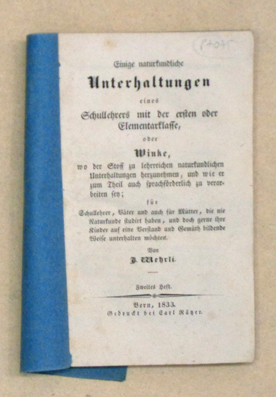 Einige naturkundliche
Unterhaltungen
eines
Schullehrers mit der ersten oder
Elementarklasse,
oder
Winke,
wo der Stoff zu lehrreichen naturkundlichen
Unterhaltungen herzunehmen, und wie er
zum Theil auch sprachförderlich zu verar-
beiten sey;
für
Schullehrer, Väter und auch für Mütter, die nie
Naturkunde studirt haben, und doch gerne ihre
Kinder auf eine Verstand und Gemüth bildende
Weise unterhalten möchten.
Von
J. Wehrli.
Zweites Heft.
Bern, 1833.
Gedruckt bei Carl Rätzer.